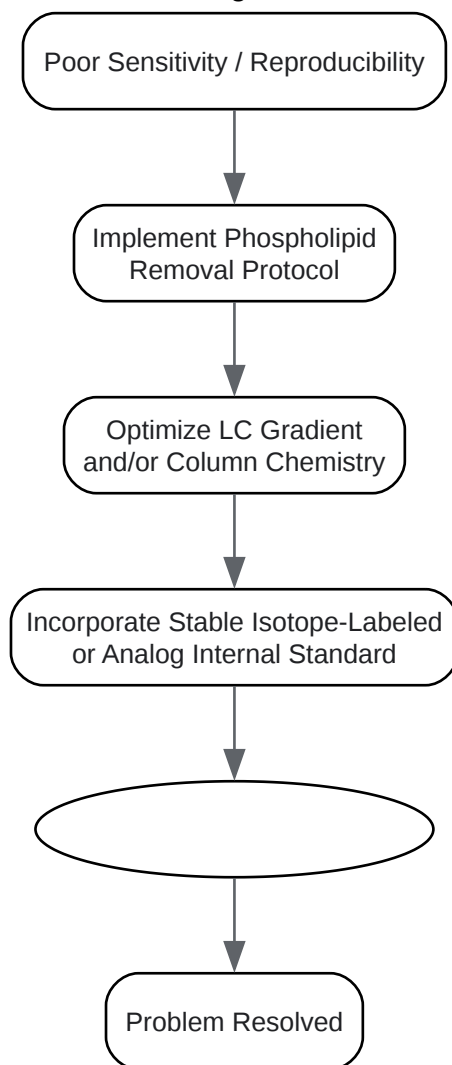 Poor Sensitivity / Reproducibility
Implement Phospholipid
Removal Protocol
Optimize LC Gradient
and/or Column Chemistry
Incorporate Stable Isotope-Labeled
or Analog Internal Standard
Problem Resolved